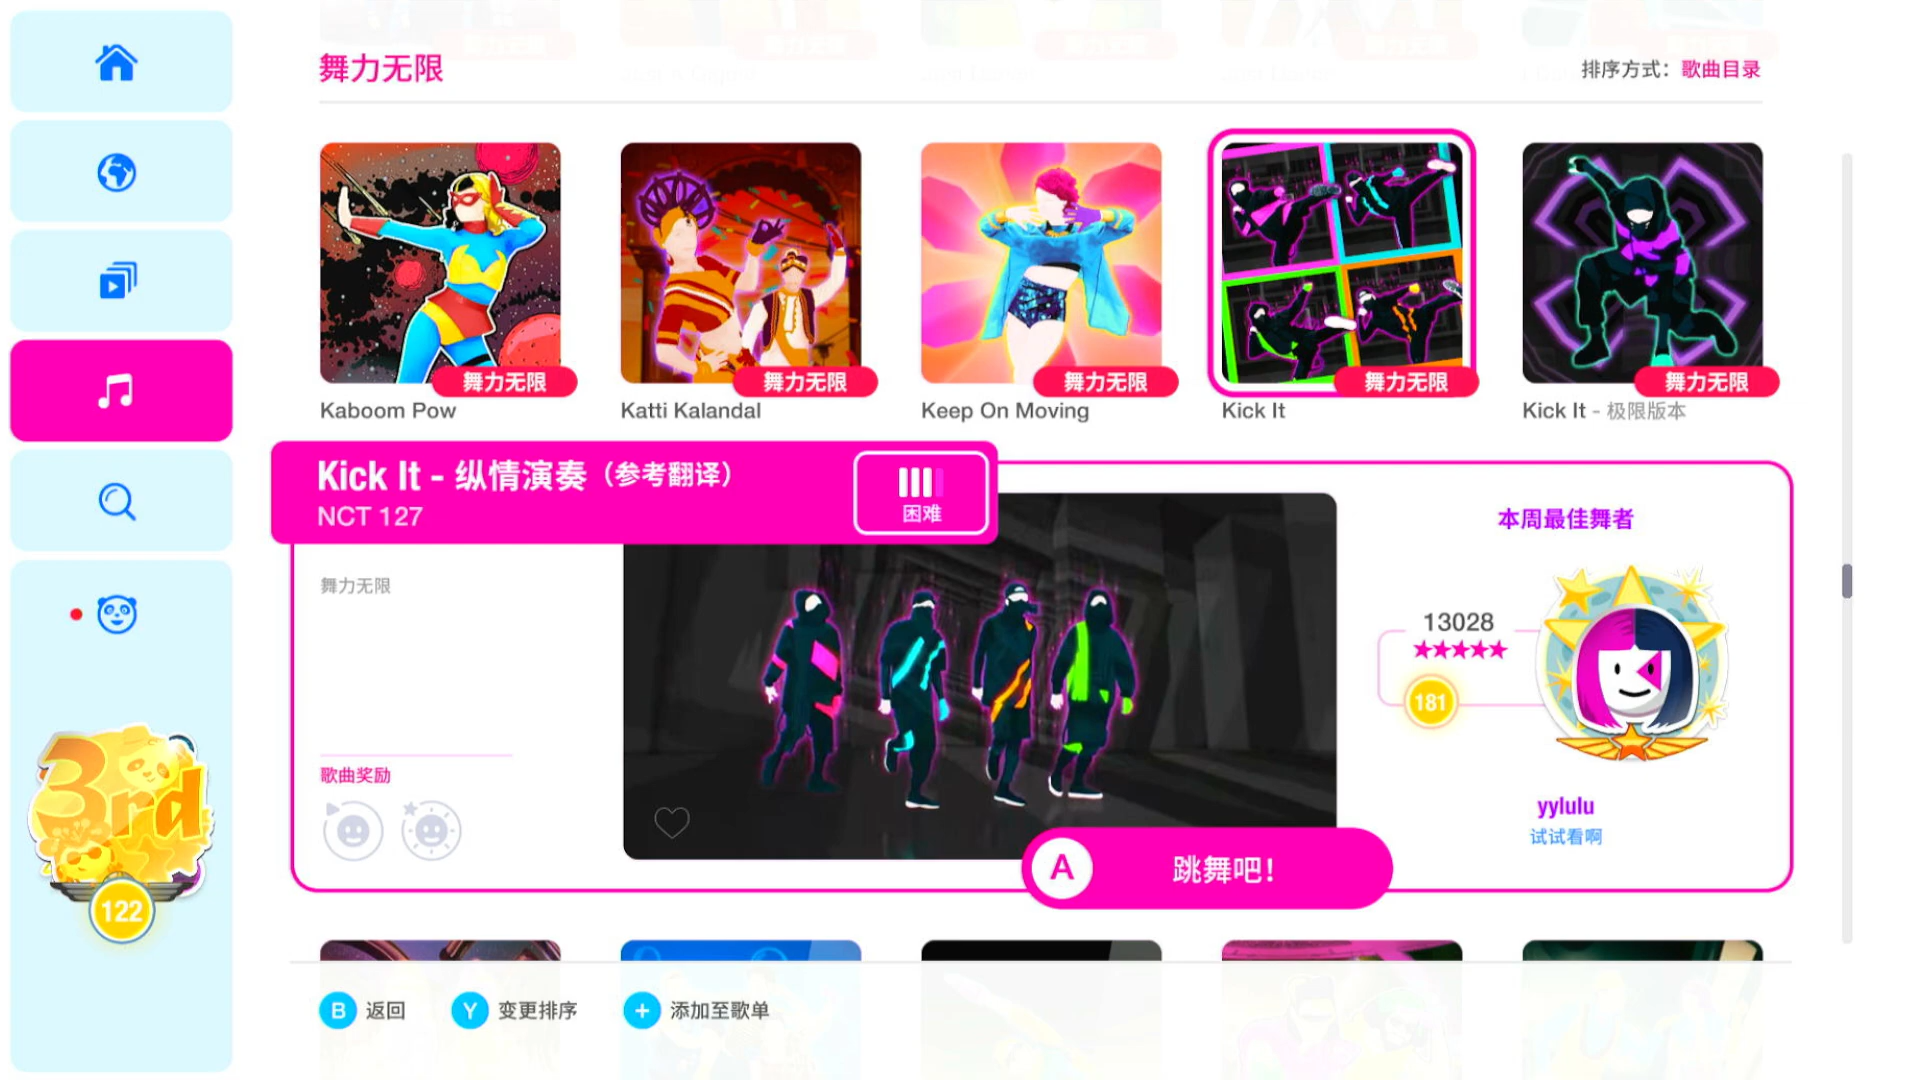 舞力无限
排序方式：歌曲目录
舞力无限
舞力无限
舞力无限
舞力无限
舞力无限
Kaboom Pow
Katti Kalandal
Keep On Moving
Kick It
Kick It - 极限版本
Kick It - 纵情演奏（参考翻译）
NCT 127
困难
舞力无限
歌曲奖励
本周最佳舞者
13028
181
yylulu
试试看啊
A 跳舞吧！
3rd
122
B 返回
Y 变更排序
+ 添加至歌单